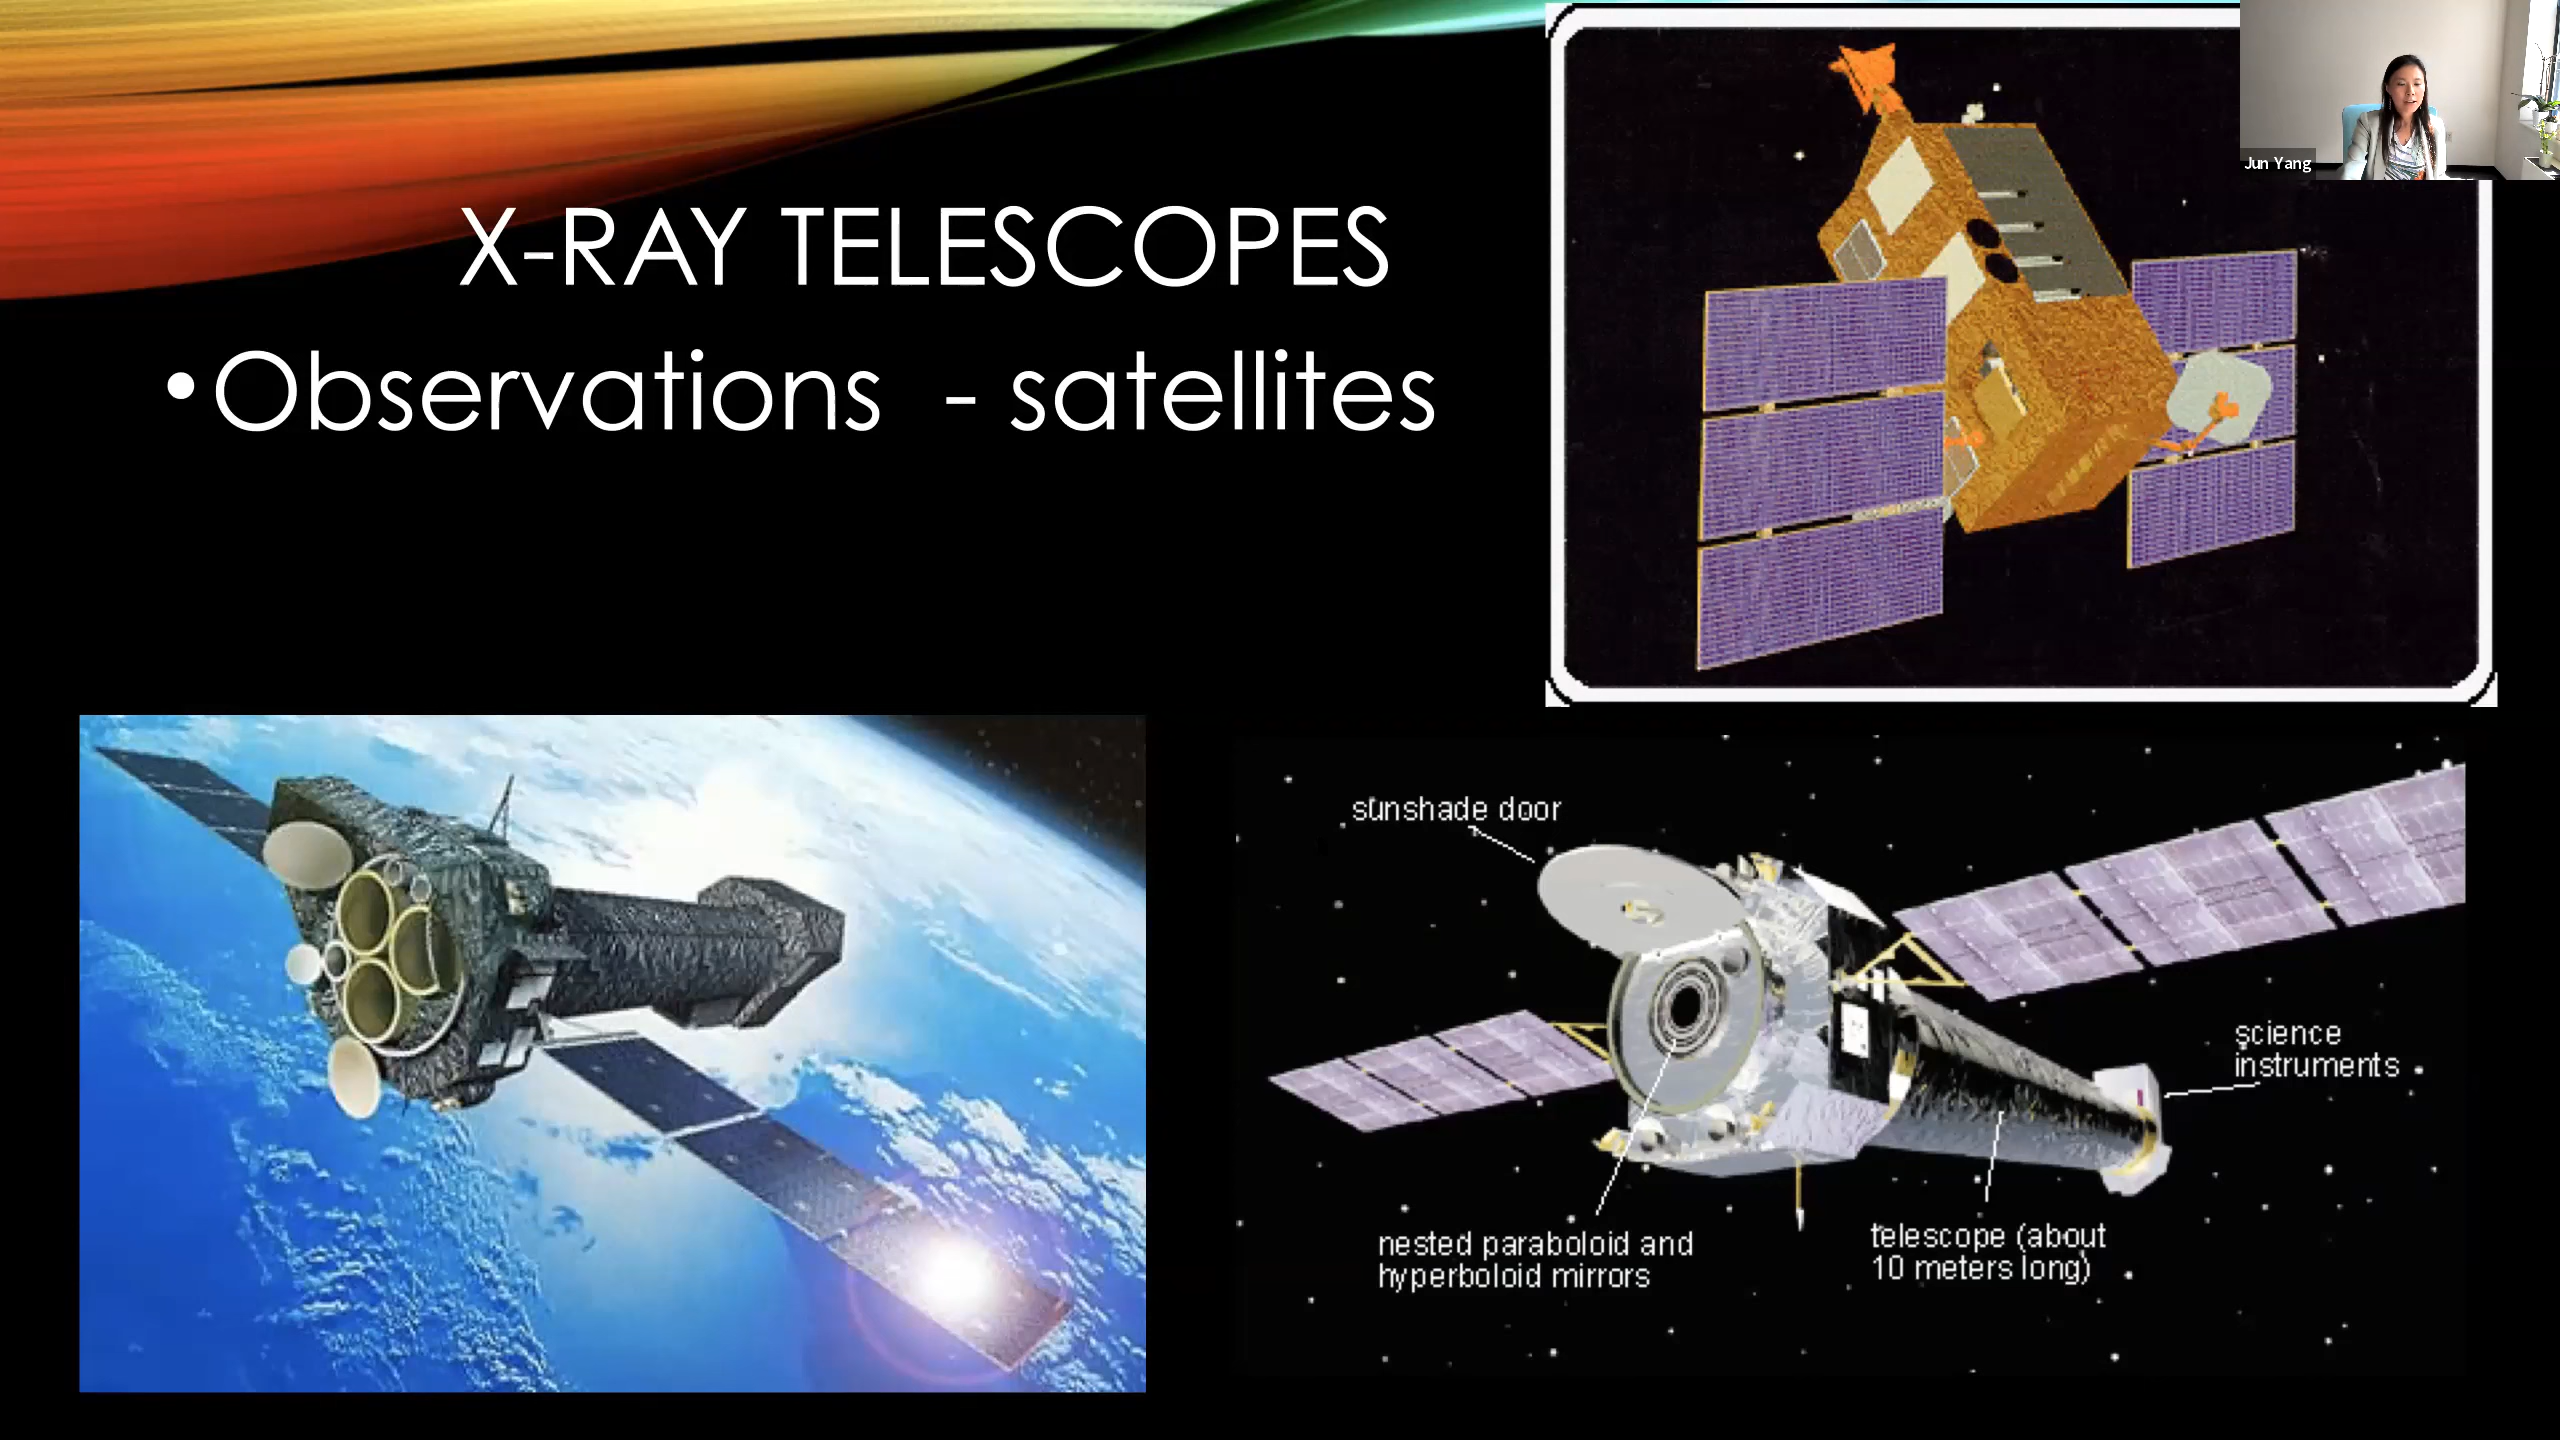 Jun Yang
X-RAY TELESCOPES
•Observations  - satellites
sunshade door
science
instruments
nested paraboloid and
hyperboloid mirrors
telescope (about
10 meters long)